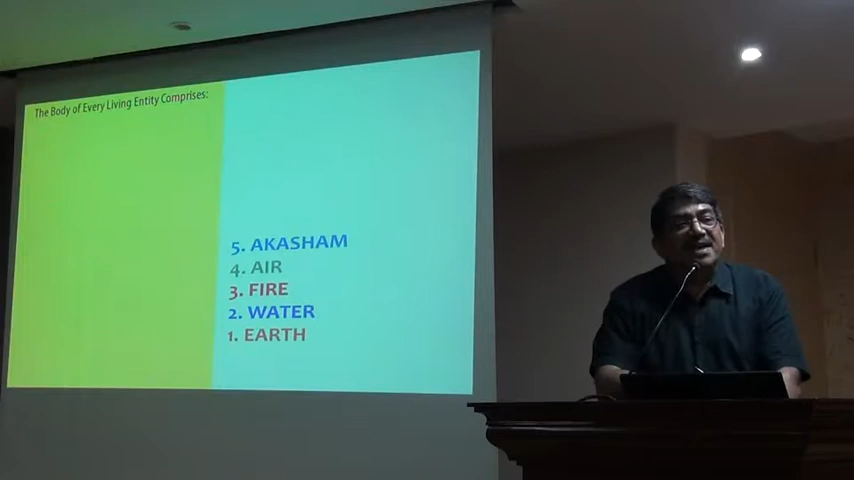 The Body of Every Living Entity Comprises:
5. AKASHAM
4. AIR
3. FIRE
2. WATER
1. EARTH